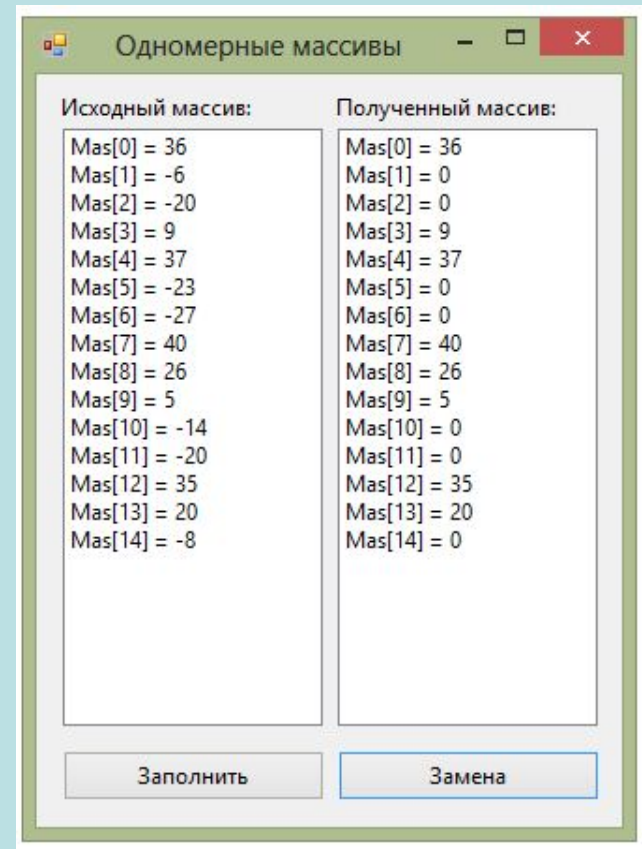 Одномерные массивы
Исходный массив:
Mas[0] = 36
Mas[1] = -6
Mas[2] = -20
Mas[3] = 9
Mas[4] = 37
Mas[5] = -23
Mas[6] = -27
Mas[7] = 40
Mas[8] = 26
Mas[9] = 5
Mas[10] = -14
Mas[11] = -20
Mas[12] = 35
Mas[13] = 20
Mas[14] = -8
Полученный массив:
Mas[0] = 36
Mas[1] = 0
Mas[2] = 0
Mas[3] = 9
Mas[4] = 37
Mas[5] = 0
Mas[6] = 0
Mas[7] = 40
Mas[8] = 26
Mas[9] = 5
Mas[10] = 0
Mas[11] = 0
Mas[12] = 35
Mas[13] = 20
Mas[14] = 0
Заполнить
Замена